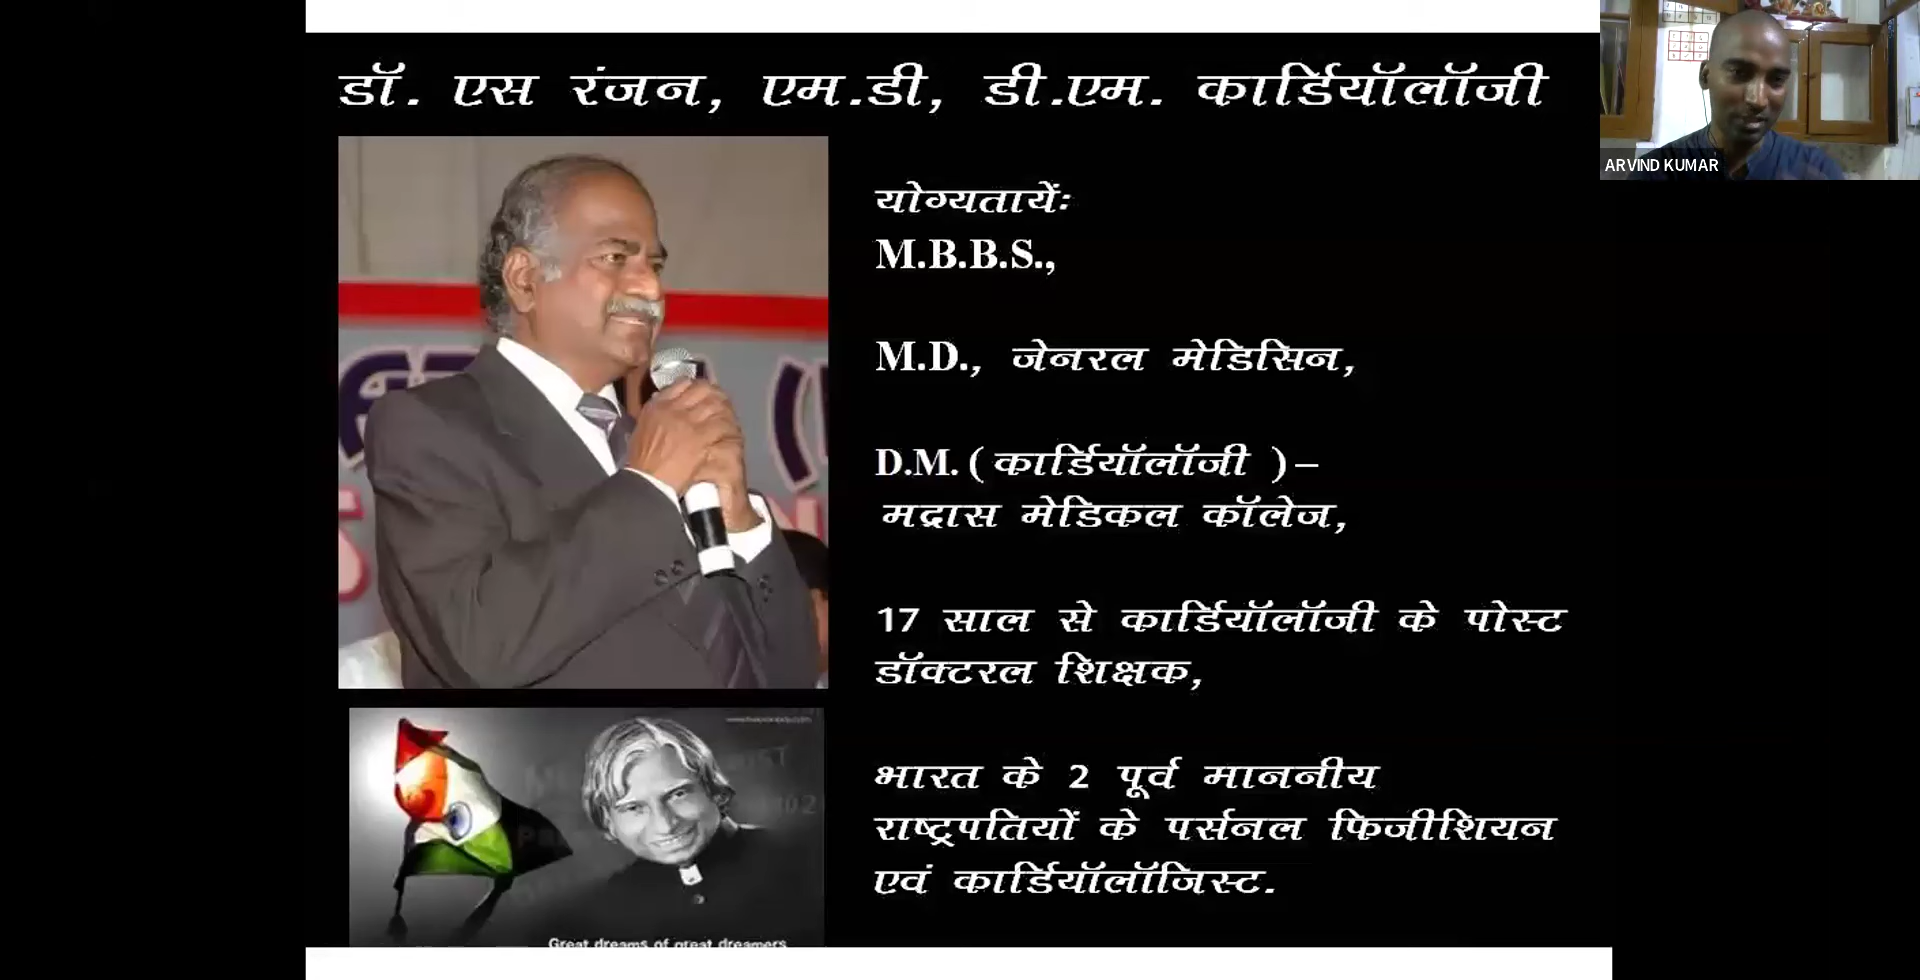 डॉ. एस रंजन, एम.डी, डी.एम. कार्डियॉलॉजी
ARVIND KUMAR
योग्यतायेंः
M.B.B.S.,
M.D., जेनरल मेडिसिन,
D.M. ( कार्डियॉलॉजी ) –
मद्रास मेडिकल कॉलेज,
17 साल से कार्डियॉलॉजी के पोस्ट
डॉक्टरल शिक्षक,
भारत के 2 पूर्व माननीय
राष्ट्रपतियों के पर्सनल फिजीशियन
एवं कार्डियॉलॉजिस्ट.
Great dreams of great dreamers